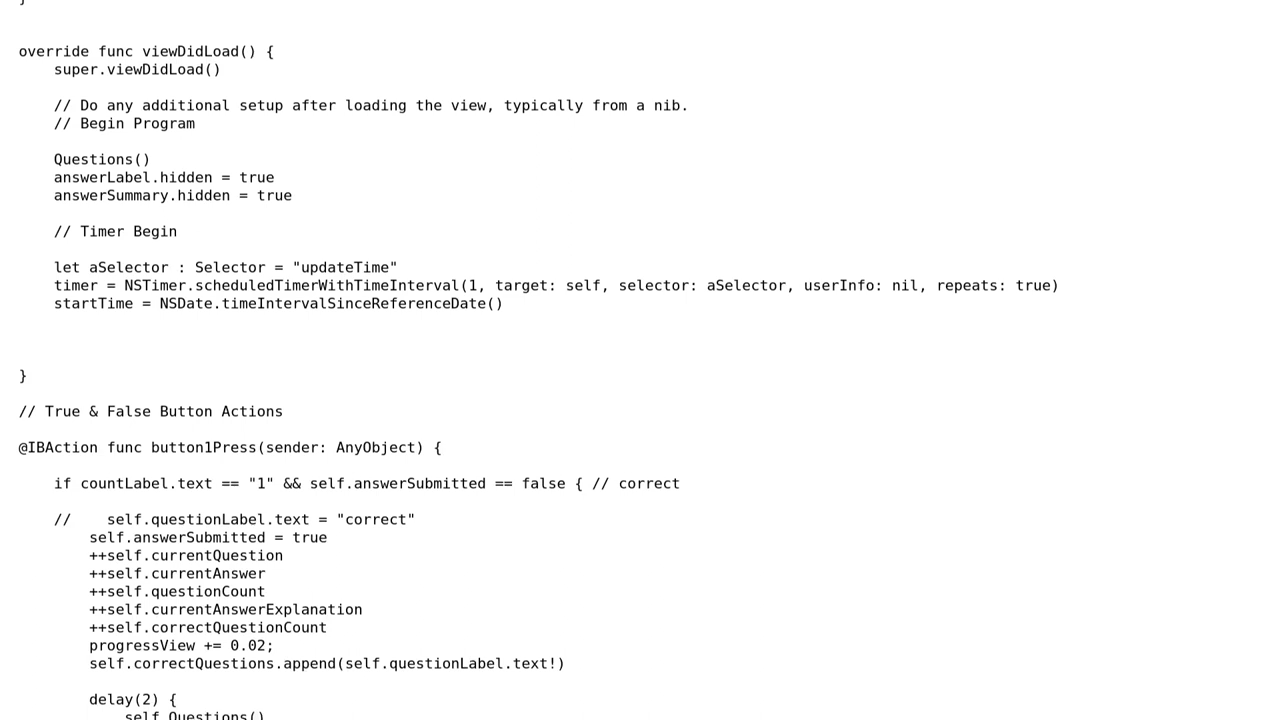 }
override func viewDidLoad() {
    super.viewDidLoad()
    // Do any additional setup after loading the view, typically from a nib.
    // Begin Program
    Questions()
    answerLabel.hidden = true
    answerSummary.hidden = true
    // Timer Begin
    let aSelector : Selector = "updateTime"
    timer = NSTimer.scheduledTimerWithTimeInterval(1, target: self, selector: aSelector, userInfo: nil, repeats: true)
    startTime = NSDate.timeIntervalSinceReferenceDate()
}
// True & False Button Actions
@IBAction func button1Press(sender: AnyObject) {
    if countLabel.text == "1" && self.answerSubmitted == false { // correct
    //    self.questionLabel.text = "correct"
        self.answerSubmitted = true
        ++self.currentQuestion
        ++self.currentAnswer
        ++self.questionCount
        ++self.currentAnswerExplanation
        ++self.correctQuestionCount
        progressView += 0.02;
        self.correctQuestions.append(self.questionLabel.text!)
        delay(2) {
            self.Questions()